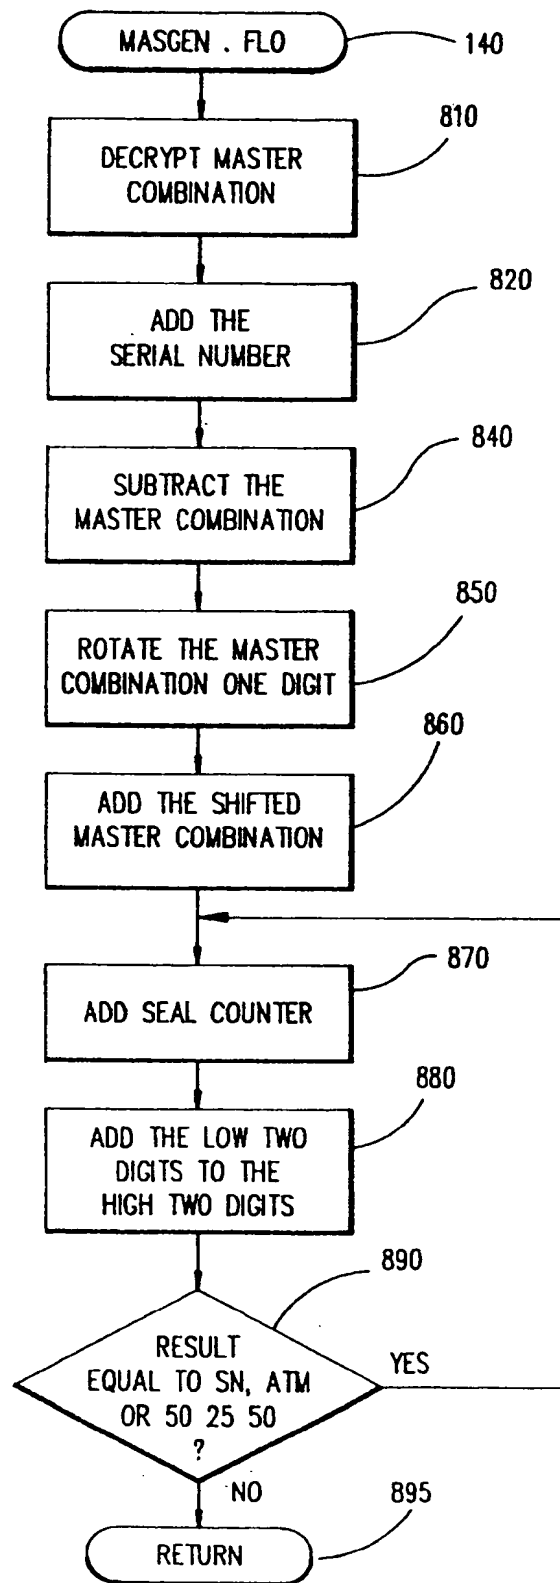 MASGEN . FLO
140
810
DECRYPT MASTER
COMBINATION
820
ADD THE
SERIAL NUMBER
840
SUBTRACT THE
MASTER COMBINATION
850
ROTATE THE MASTER
COMBINATION ONE DIGIT
860
ADD THE SHIFTED
MASTER COMBINATION
870
ADD SEAL COUNTER
880
ADD THE LOW TWO
DIGITS TO THE
HIGH TWO DIGITS
890
RESULT
EQUAL TO SN, ATM
OR 50 25 50
?
YES
NO
895
RETURN